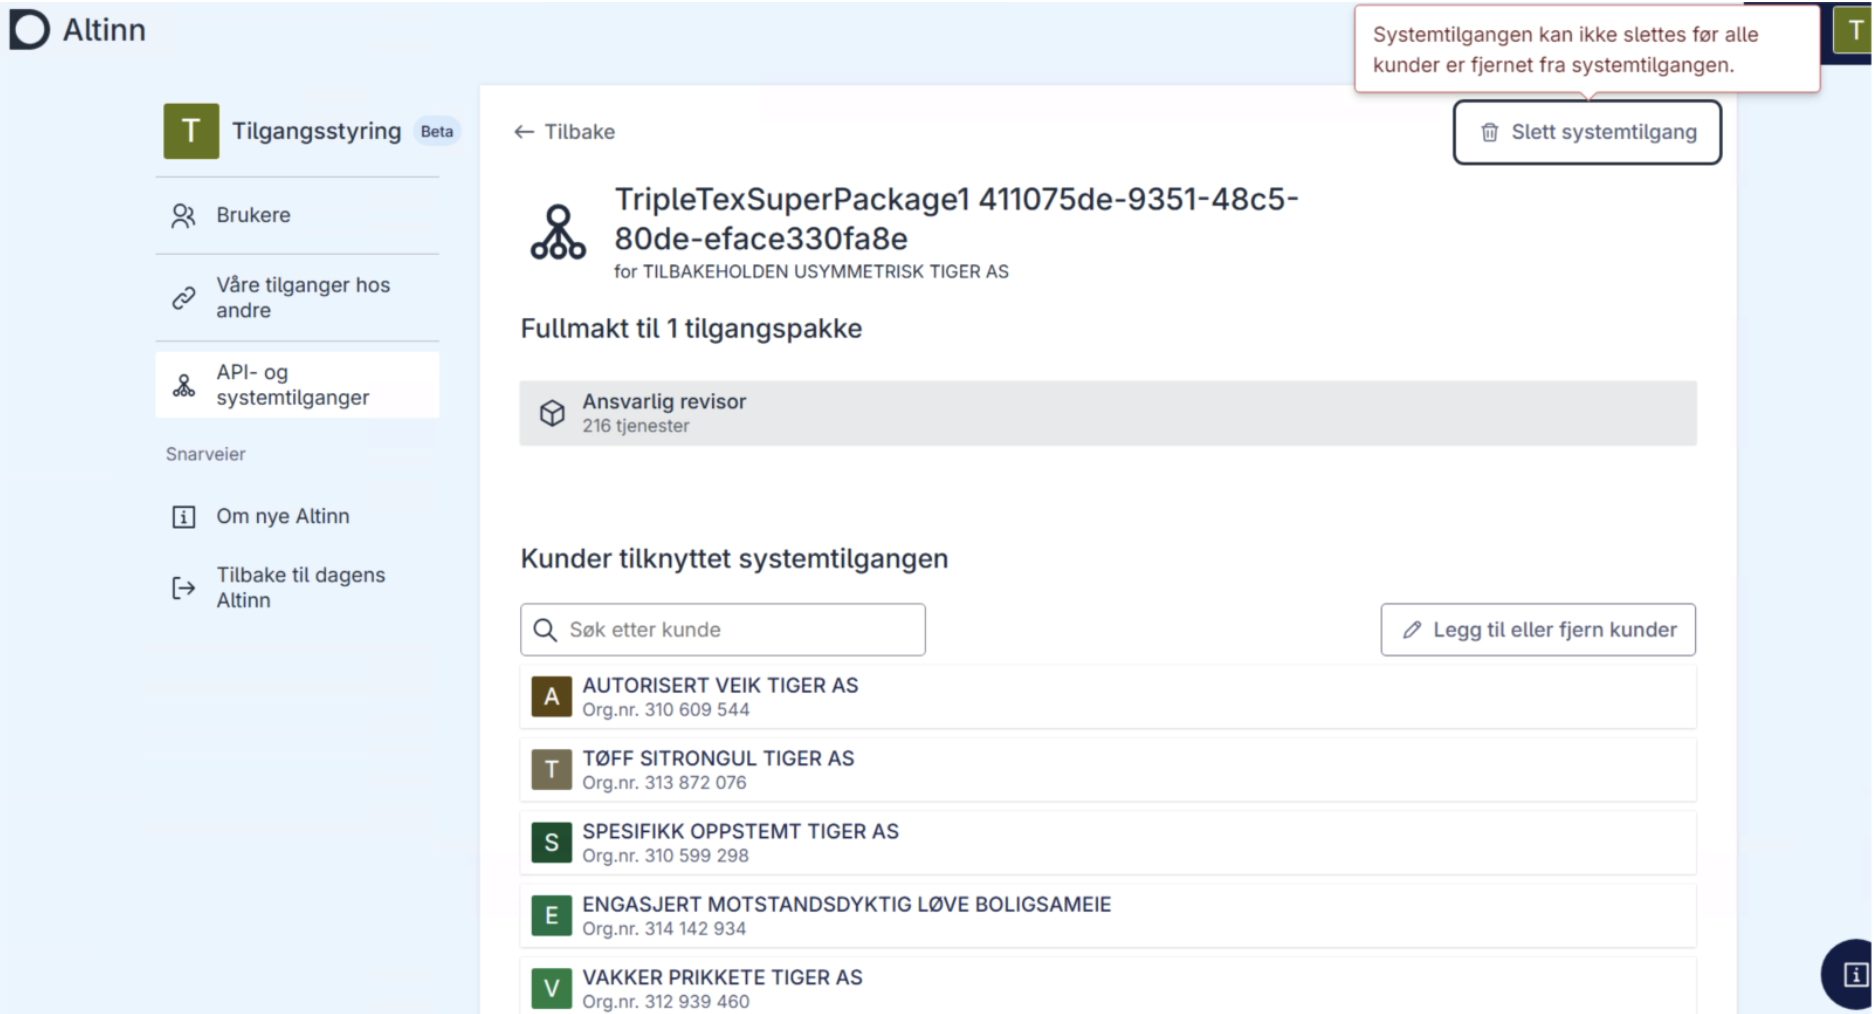 Altinn
Systemtilgangen kan ikke slettes før alle
kunder er fjernet fra systemtilgangen.
T
T
Tilgangsstyring Beta
Tilbake
Slett systemtilgang
Brukere
Våre tilganger hos
andre
API- og
systemtilganger
Snarveier
Om nye Altinn
Tilbake til dagens
Altinn
TripleTexSuperPackage1 411075de-9351-48c5-
80de-eface330fa8e
for TILBAKEHOLDEN USYMMETRISK TIGER AS
Fullmakt til 1 tilgangspakke
Ansvarlig revisor
216 tjenester
Kunder tilknyttet systemtilgangen
Søk etter kunde
Legg til eller fjern kunder
A
AUTORISERT VEIK TIGER AS
Org.nr. 310 609 544
T
TØFF SITRONGUL TIGER AS
Org.nr. 313 872 076
S
SPESIFIKK OPPSTEMT TIGER AS
Org.nr. 310 599 298
E
ENGASJERT MOTSTANDSDYKTIG LØVE BOLIGSAMEIE
Org.nr. 314 142 934
V
VAKKER PRIKKETE TIGER AS
Org.nr. 312 939 460